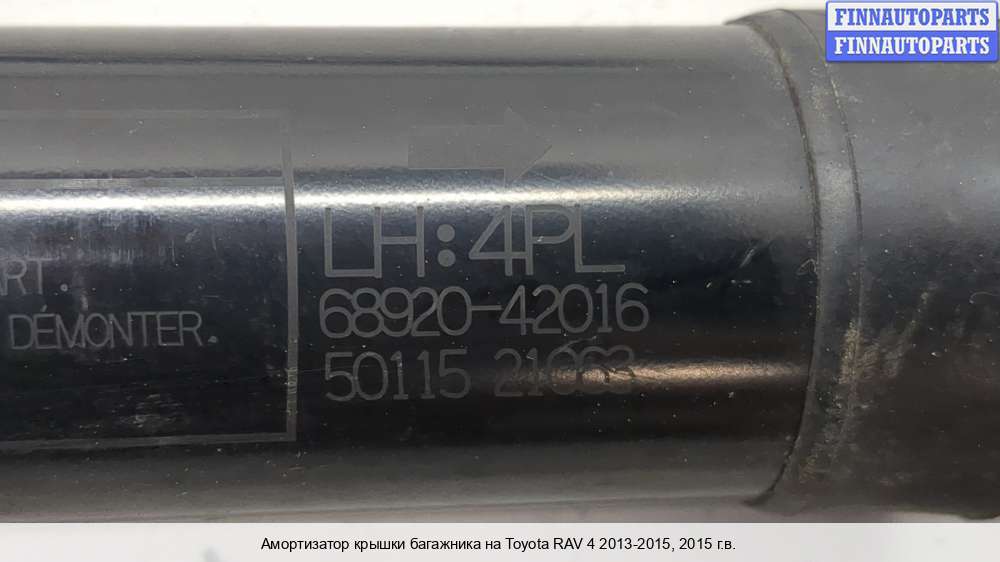 FINNAUTOPARTS
FINNAUTOPARTS
ART.
DÉMONTER.
LH:4PL
68920-42016
50115
Амортизатор крышки багажника на Toyota RAV 4 2013-2015, 2015 г.в.